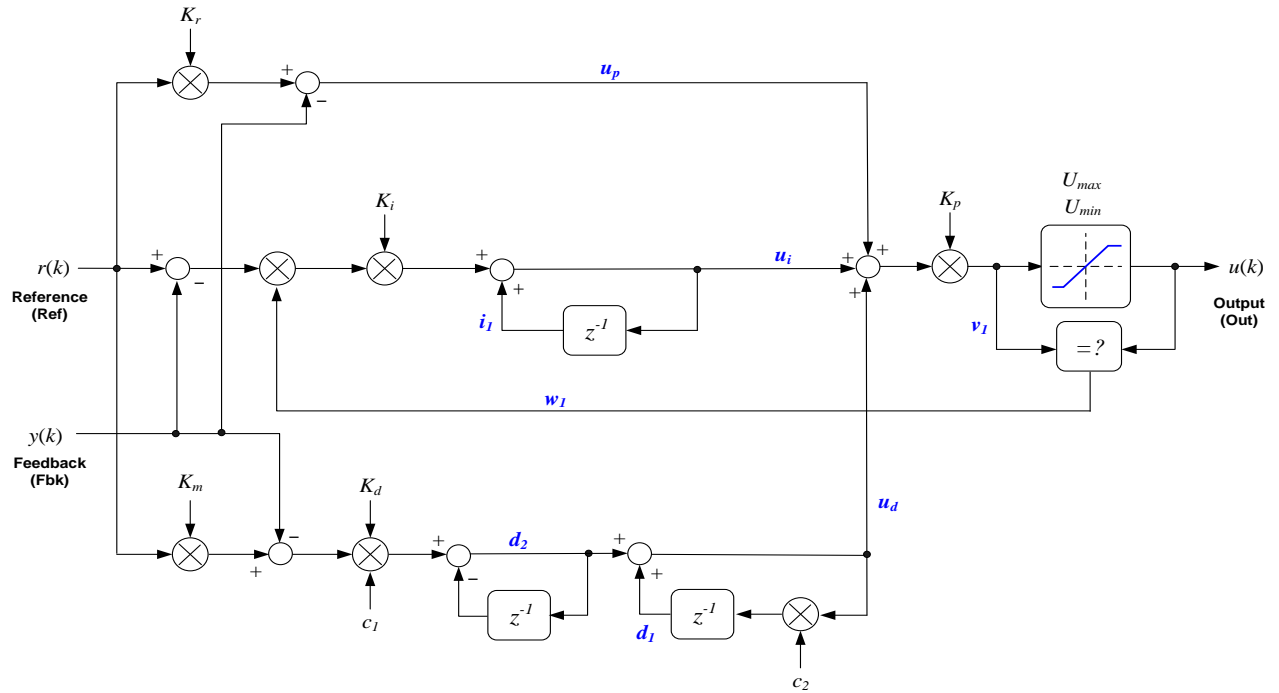 K_r
+
−
u_p
K_i
K_p
U_max
U_min
r(k)
Reference
(Ref)
+
−
+
+
u_i
+
+
+
u(k)
Output
(Out)
i_1
z^-1
v_1
= ?
w_1
y(k)
Feedback
(Fbk)
K_m
K_d
u_d
−
+
+
−
d_2
+
+
c_1
z^-1
d_1
z^-1
c_2